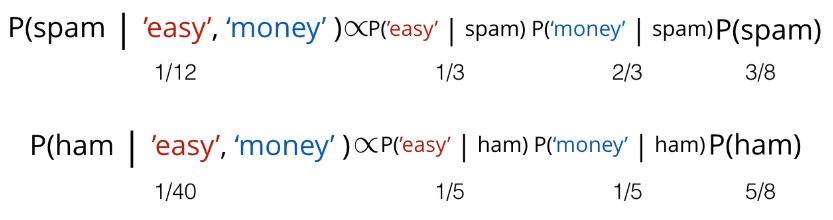 P(spam | ’easy’, ‘money’ )∝P(’easy’ | spam) P(‘money’ | spam)P(spam)
1/12 1/3 2/3 3/8
P(ham | ’easy’, ‘money’ )∝P(’easy’ | ham) P(‘money’ | ham)P(ham)
1/40 1/5 1/5 5/8